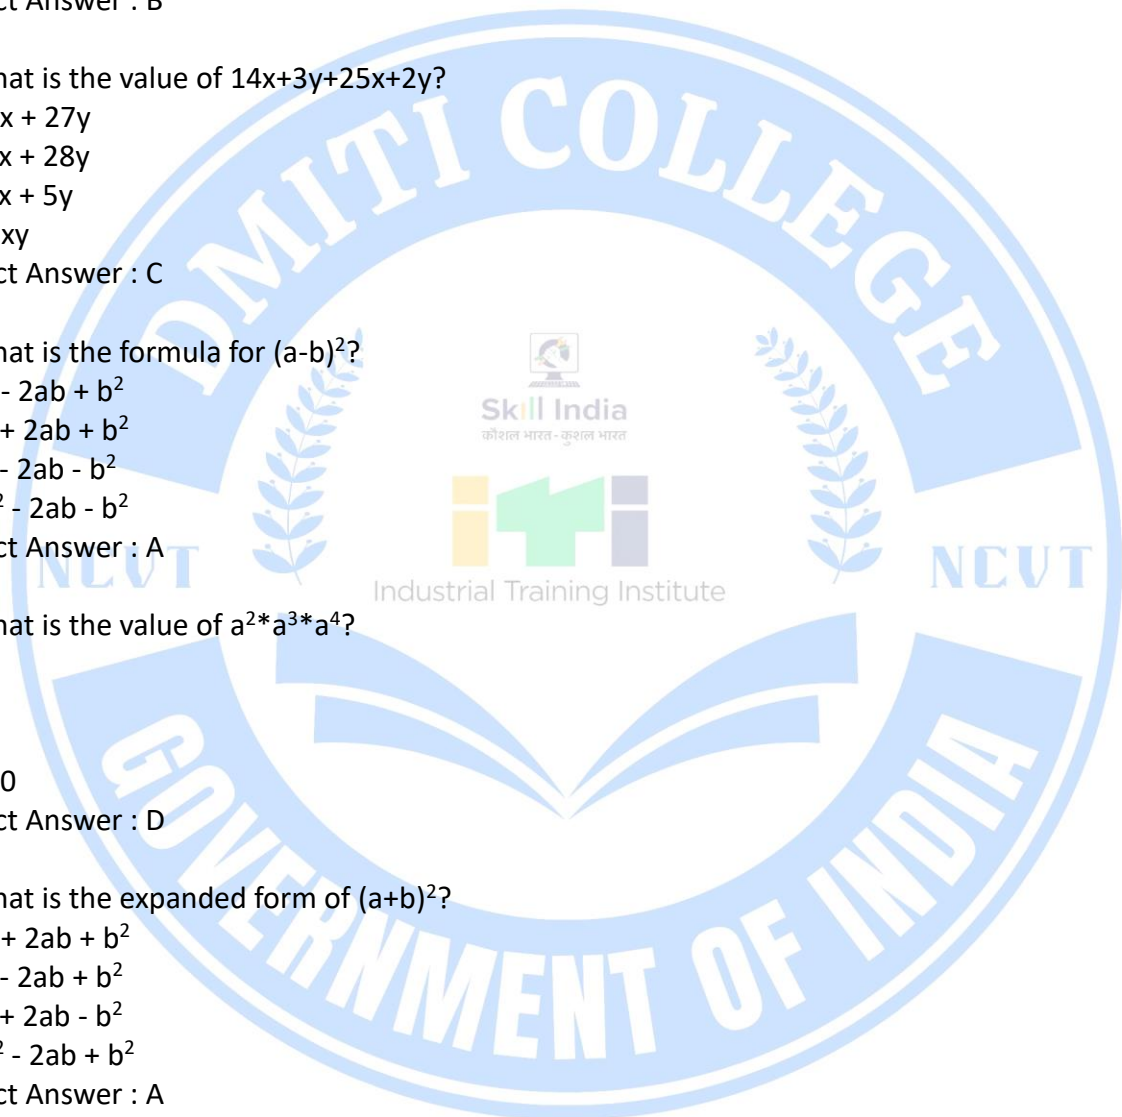 ct Answer : B
hat is the value of 14x+3y+25x+2y?
x + 27y
x + 28y
x + 5y
xy
ct Answer : C
hat is the formula for (a-b)²?
- 2ab + b²
+ 2ab + b²
- 2ab - b²
² - 2ab - b²
ct Answer : A
hat is the value of a²*a³*a⁴?
0
ct Answer : D
hat is the expanded form of (a+b)²?
+ 2ab + b²
- 2ab + b²
+ 2ab - b²
² - 2ab + b²
ct Answer : A
DMITI COLLEGE
Skill India
कौशल भारत - कुशल भारत
iTi
Industrial Training Institute
NCVT
NCVT
GOVERNMENT OF INDIA